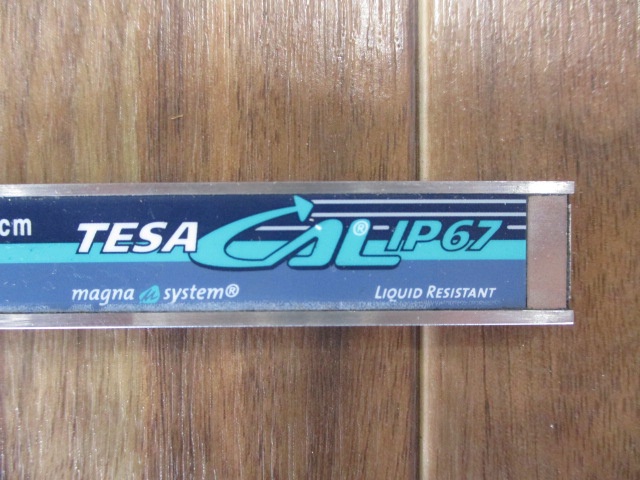 cm TESA CAL® IP67
magna μ system® LIQUID RESISTANT